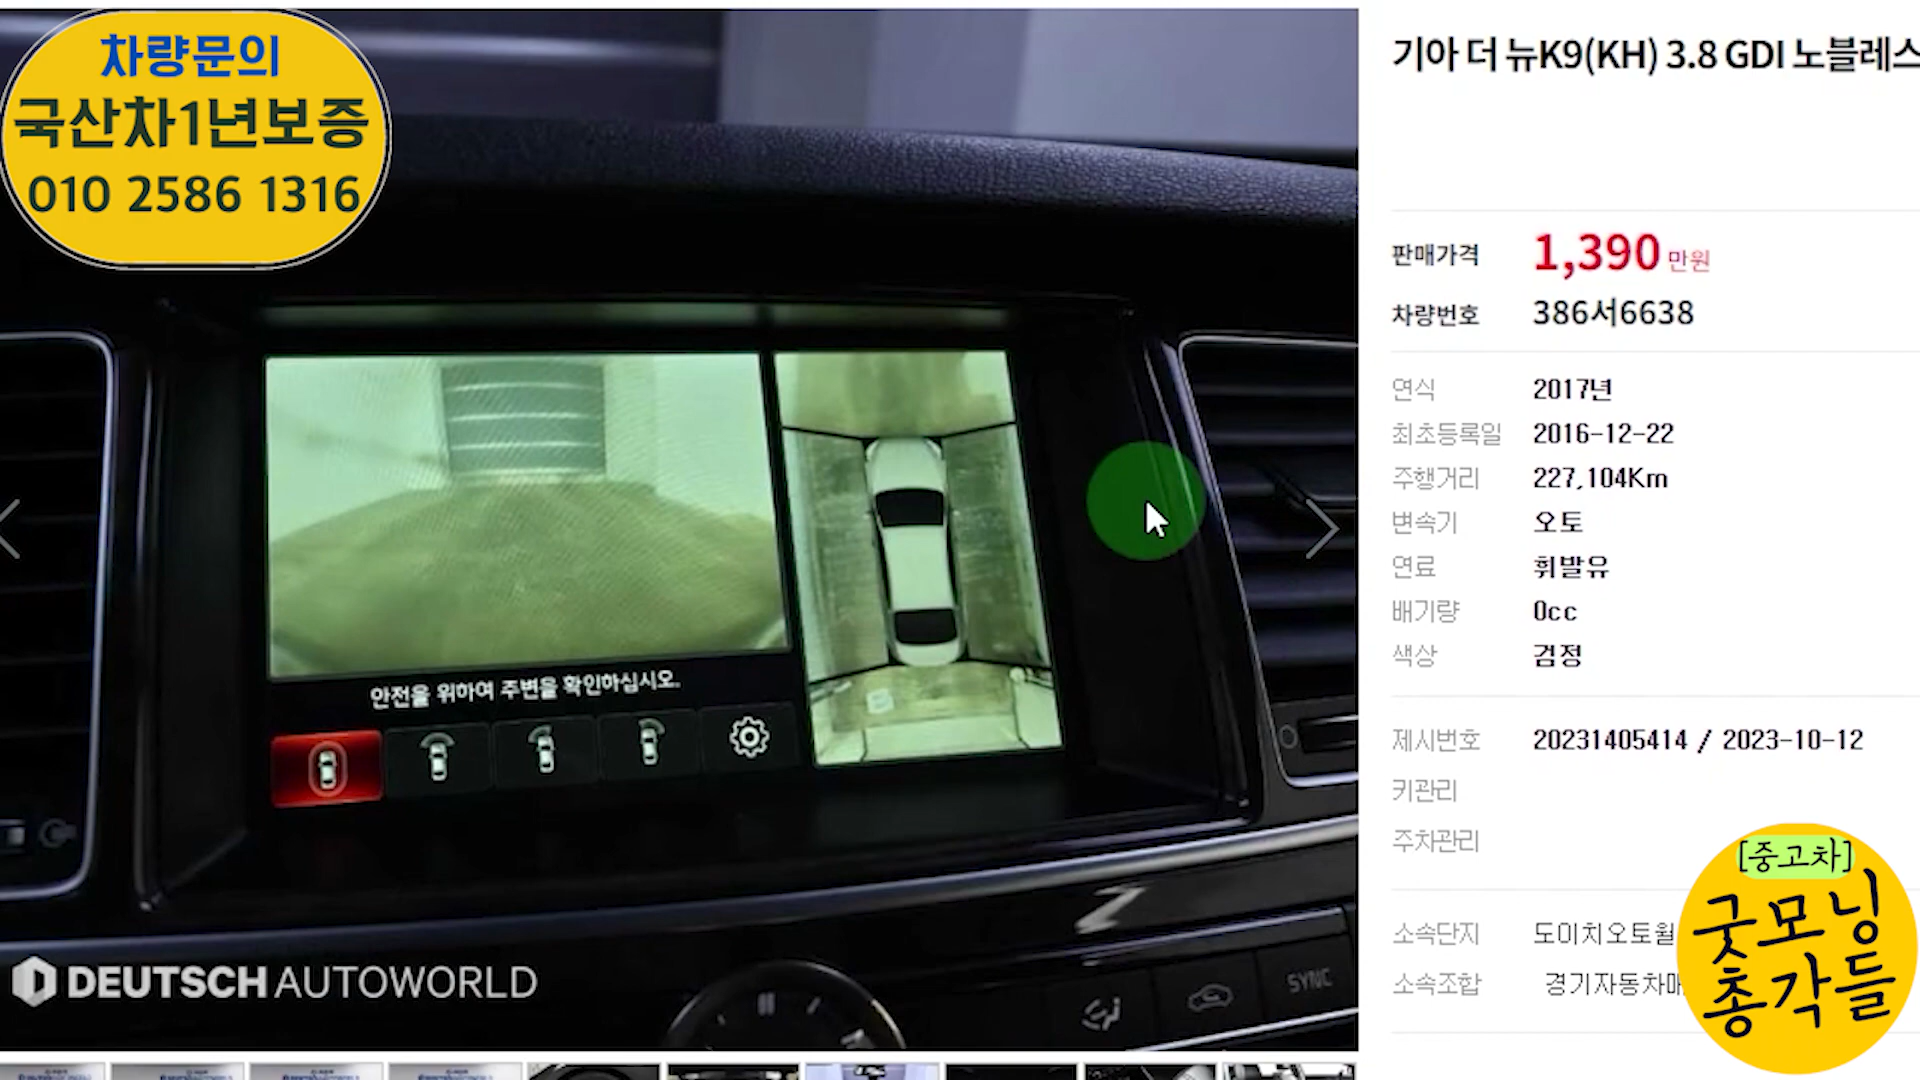 차량문의
국산차1년보증
010 2586 1316
안전을 위하여 주변을 확인하십시오.
SYNC
DEUTSCH AUTOWORLD
기아 더 뉴K9(KH) 3.8 GDI 노블레스
판매가격 1,390 만원
차량번호 386서6638
연식 2017년
최초등록일 2016-12-22
주행거리 227,104Km
변속기 오토
연료 휘발유
배기량 0cc
색상 검정
제시번호 20231405414 / 2023-10-12
키관리
주차관리
소속단지 도이치오토월
소속조합 경기자동차매
[중고차]
굿모닝
총각들